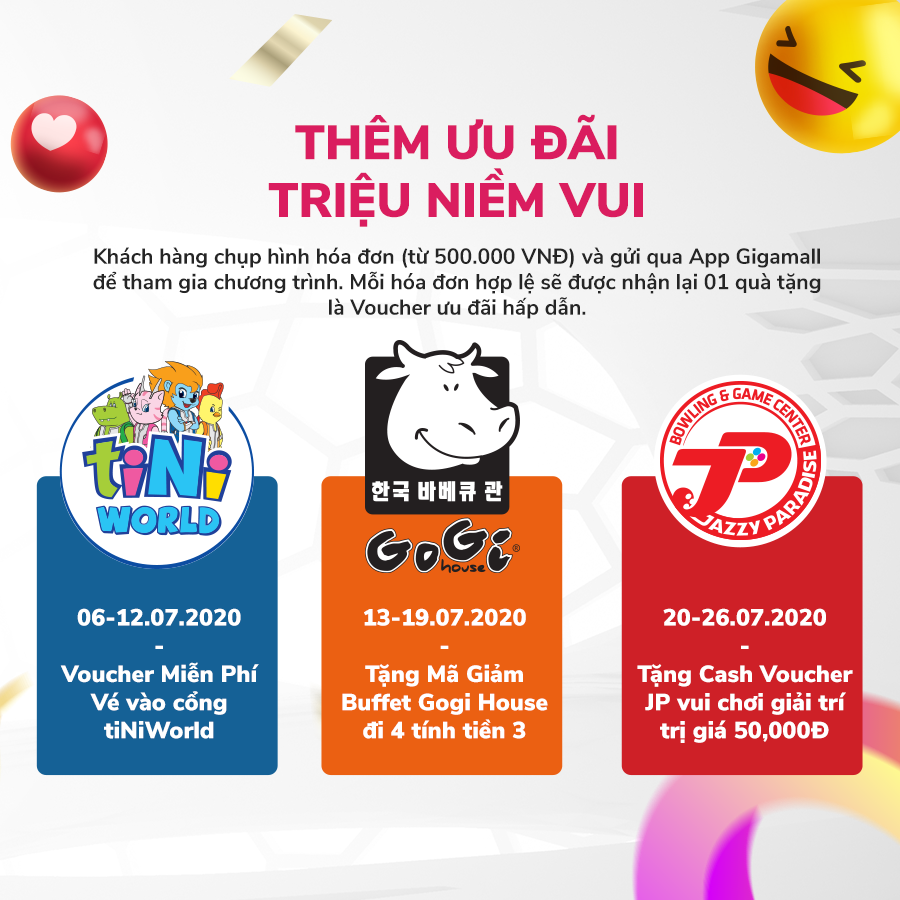 THÊM ƯU ĐÃI
TRIỆU NIỀM VUI
Khách hàng chụp hình hóa đơn (từ 500.000 VNĐ) và gửi qua App Gigamall
để tham gia chương trình. Mỗi hóa đơn hợp lệ sẽ được nhận lại 01 quà tặng
là Voucher ưu đãi hấp dẫn.
tiNi
WORLD
06-12.07.2020
-
Voucher Miễn Phí
Vé vào cổng
tiNiWorld
한국 바베큐 관
GoGi®
house
13-19.07.2020
-
Tặng Mã Giảm
Buffet Gogi House
đi 4 tính tiền 3
BOWLING & GAME CENTER
JP
JAZZY PARADISE
20-26.07.2020
-
Tặng Cash Voucher
JP vui chơi giải trí
trị giá 50,000Đ